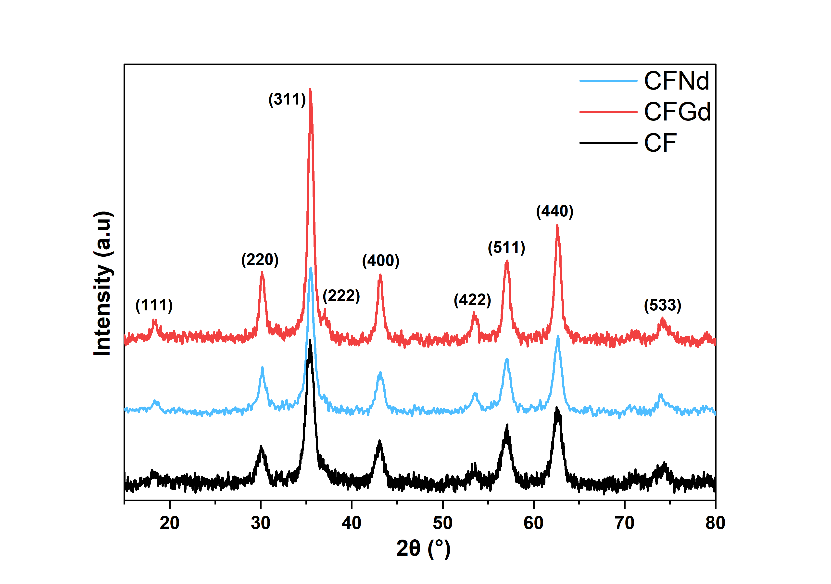 CFNd
CFGd
CF
(311)
(440)
(511)
(220)
(400)
(222)
(111)
(422)
(533)
Intensity (a.u)
20 30 40 50 60 70 80
2θ (°)